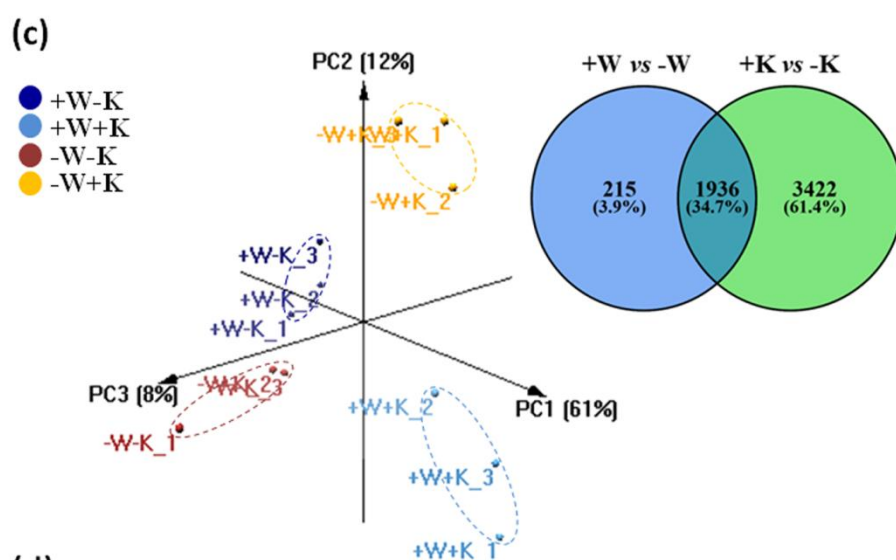 (c)
+W vs -W
+K vs -K
PC2 (12%)
+W-K
+W+K
-W-K
-W+K
-W+K_2
215
(3.9%)
1936
(34.7%)
3422
(61.4%)
+W-K_3
+W-K_2
+W-K_1
PC3 (8%)
-W-K_1
+W+K_2
PC1 (61%)
+W+K_3
+W+K_1